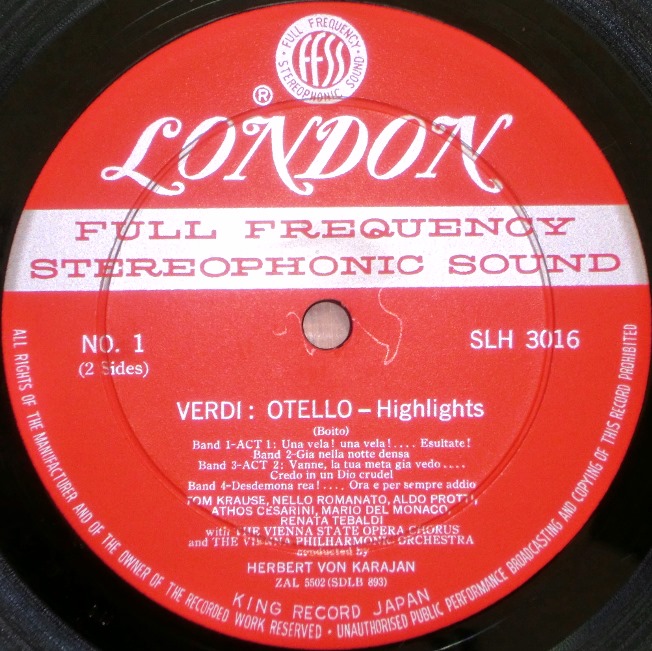 FULL FREQUENCY
FFSS
STEREOPHONIC SOUND
®
LONDON
FULL FREQUENCY
STEREOPHONIC SOUND
NO. 1
(2 Sides)
SLH 3016
VERDI: OTELLO – Highlights
(Boito)
Band 1–ACT 1: Una vela! una vela!.... Esultate!
Band 2–Gia nella notte densa
Band 3–ACT 2: Vanne, la tua meta gia vedo....
Credo in un Dio crudel
Band 4–Desdemona rea!.... Ora e per sempre addio
TOM KRAUSE, NELLO ROMANATO, ALDO PROTTI,
ATHOS CESARINI, MARIO DEL MONACO,
RENATA TEBALDI
with THE VIENNA STATE OPERA CHORUS
and THE VIENNA PHILHARMONIC ORCHESTRA
conducted by
HERBERT VON KARAJAN
ZAL 5502 (SDLB 893)
KING RECORD JAPAN
ALL RIGHTS OF THE MANUFACTURER AND OF THE OWNER OF THE RECORDED WORK RESERVED • UNAUTHORISED PUBLIC PERFORMANCE BROADCASTING AND COPYING OF THIS RECORD PROHIBITED